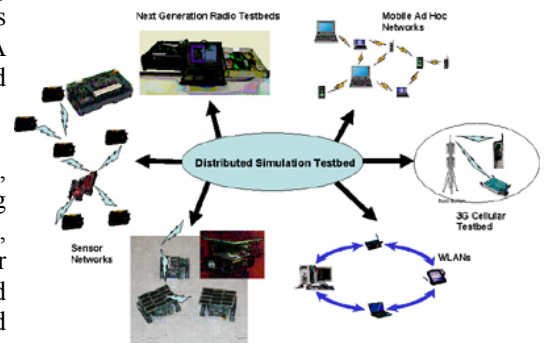 Next Generation Radio Testbeds
Mobile Ad Hoc
Networks
Distributed Simulation Testbed
3G Cellular
Testbed
Sensor
Networks
WLANs